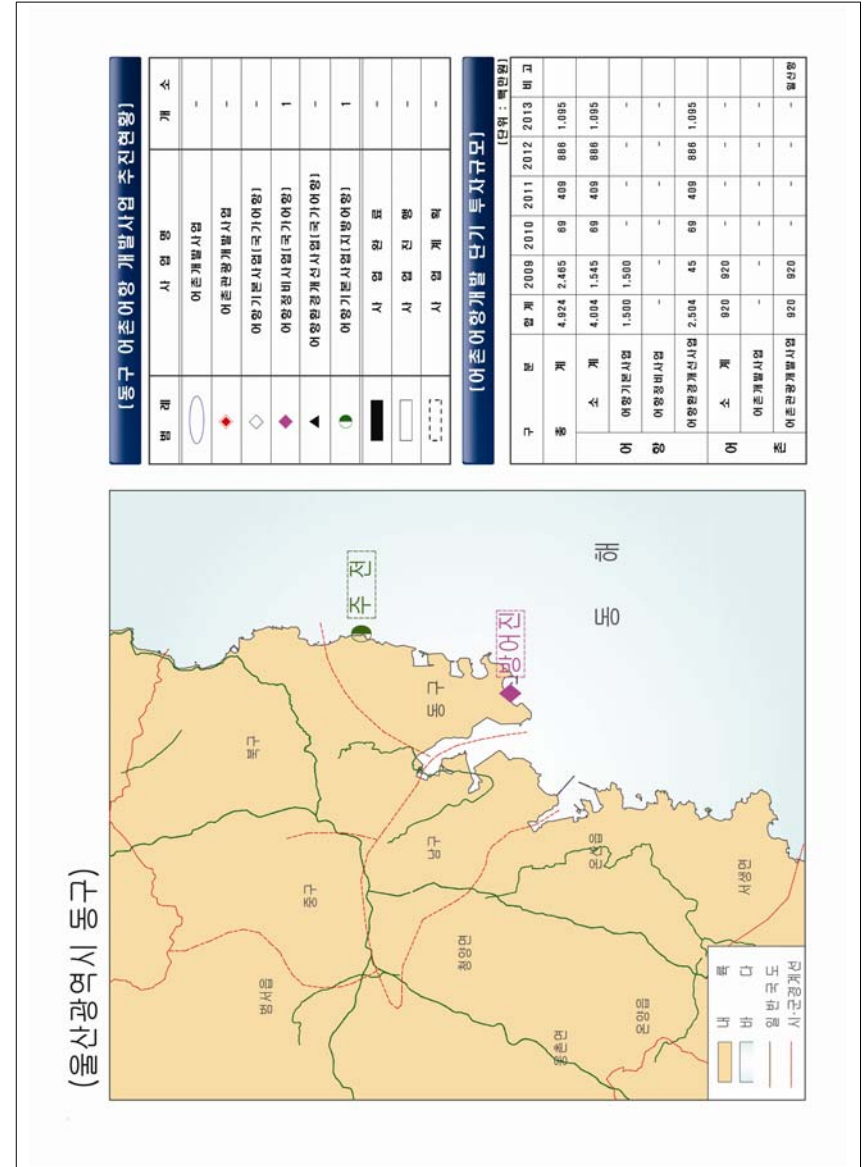 (울산광역시 동구)
북구
중구
범서읍
동구
남구
청량면
온산읍
서생면
온양읍
웅촌면
주 전
방어진
동 해
내 륙
바 다
일반국도
시·군경계선
[동구 어촌어항 개발사업 추진현황]
범 례 사 업 명 개 소
어촌개발사업 -
어촌관광개발사업 -
어항기본사업(국가어항) -
어항정비사업(국가어항) 1
어항환경개선사업(국가어항) -
어항기본사업(지방어항) 1
사 업 완 료 -
사 업 진 행 -
사 업 계 획 -
[어촌어항개발 단기 투자규모]
(단위 : 백만원)
구 분 합 계 2009 2010 2011 2012 2013 비 고
총 계 4,924 2,465 69 409 886 1,095
어 항 소 계 4,004 1,545 69 409 886 1,095
어항기본사업 1,500 1,500 - - - -
어항정비사업 - - - - - -
어항환경개선사업 2,504 45 69 409 886 1,095
어 촌 소 계 920 920 - - - -
어촌개발사업 - - - - - -
어촌관광개발사업 920 920 - - - - 일산항